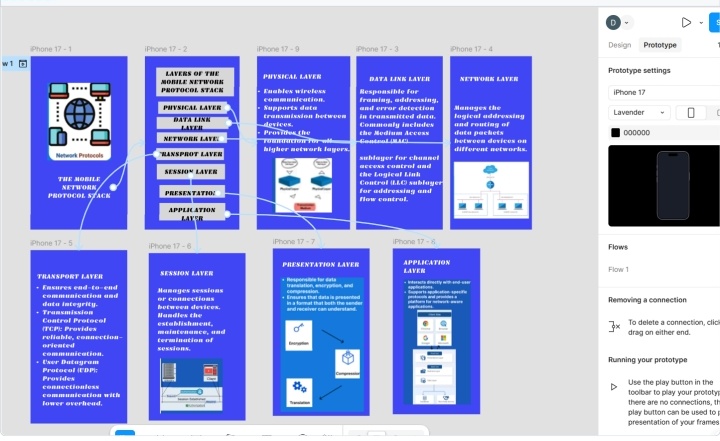 iPhone 17 - 1
iPhone 17 - 2
iPhone 17 - 9
iPhone 17 - 3
iPhone 17 - 4
w 1
Network Protocols
THE MOBILE
NETWORK
PROTOCOL STACK
LAYERS OF THE
MOBILE NETWORK
PROTOCOL STACK
PHYSICAL LAYER
DATA LINK
LAYER
NETWORK LAYER
TRANSPROT LAYER
SESSION LAYER
PRESENTATION
APPLICATION
LAYER
PHYSICAL LAYER
Enables wireless
communication.
Supports data
transmission between
devices.
Provides the
foundation for all
higher network layers.
DATA LINK LAYER
Responsible for
framing, addressing,
and error detection
in transmitted data.
Commonly includes
the Medium Access
Control (MAC)
sublayer for channel
access control and
the Logical Link
Control (LLC) sublayer
for addressing and
flow control.
NETWORK LAYER
Manages the
logical addressing
and routing of
data packets
between devices on
different networks.
iPhone 17 - 5
iPhone 17 - 6
iPhone 17 - 7
iPhone 17 - 8
TRANSPORT LAYER
Ensures end-to-end
communication and
data integrity.
Transmission
Control Protocol
(TCP): Provides
reliable, connection-
oriented
communication.
User Datagram
Protocol (UDP):
Provides
connectionless
communication with
lower overhead.
SESSION LAYER
Manages sessions
or connections
between devices.
Handles the
establishment,
maintenance, and
termination of
sessions.
PRESENTATION LAYER
Responsible for data
translation, encryption, and
compression.
Ensures that data is presented
in a format that both the sender
and receiver can understand.
Encryption
Compression
Translation
APPLICATION
LAYER
Interacts directly with end-user
applications.
Supports application-specific
protocols and provides a
platform for network-aware
applications.
D
Design
Prototype
Prototype settings
iPhone 17
Lavender
000000
Flows
Flow 1
Removing a connection
To delete a connection, click
drag on either end.
Running your prototype
Use the play button in the
toolbar to play your prototyp
there are no connections, th
play button can be used to p
presentation of your frames